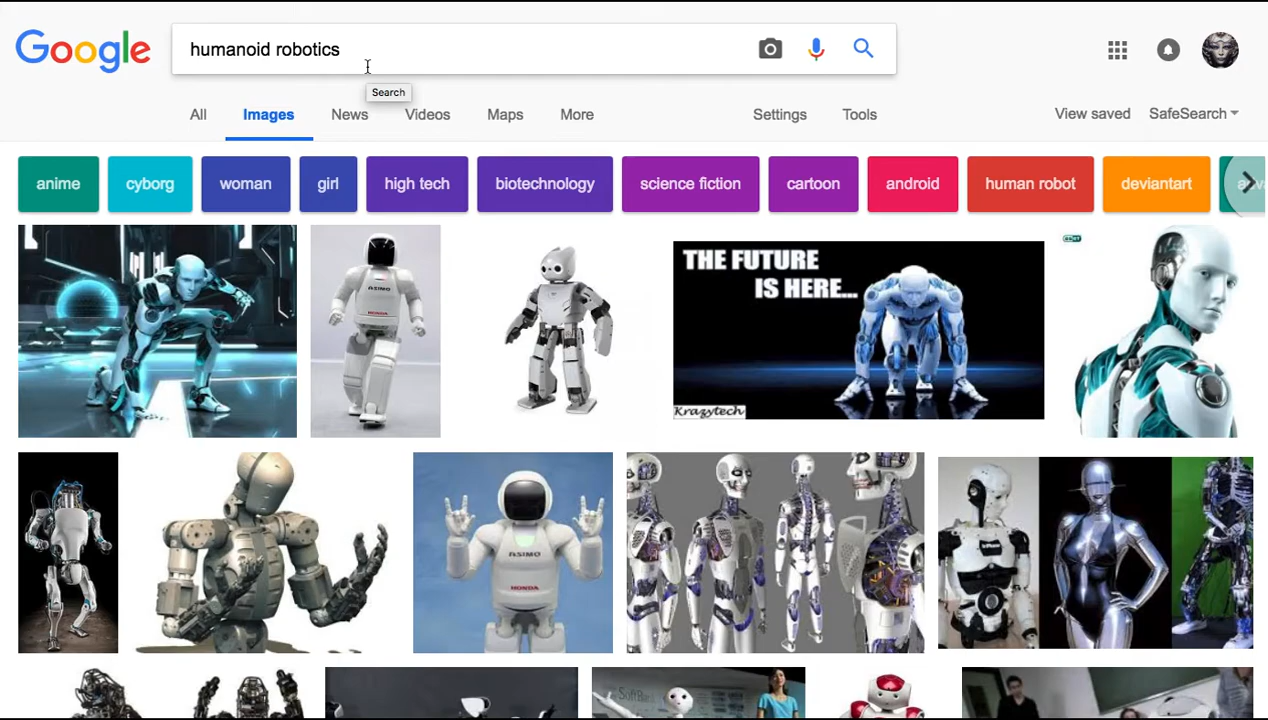 Google
humanoid robotics
Search
All Images News Videos Maps More Settings Tools View saved SafeSearch
anime cyborg woman girl high tech biotechnology science fiction cartoon android human robot deviantart
THE FUTURE
IS HERE...
Krazytech
ASIMO
HONDA
eset
ASIMO
HONDA
SoftBank